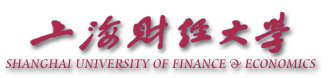 上海财经大学
SHANGHAI UNIVERSITY OF FINANCE & ECONOMICS